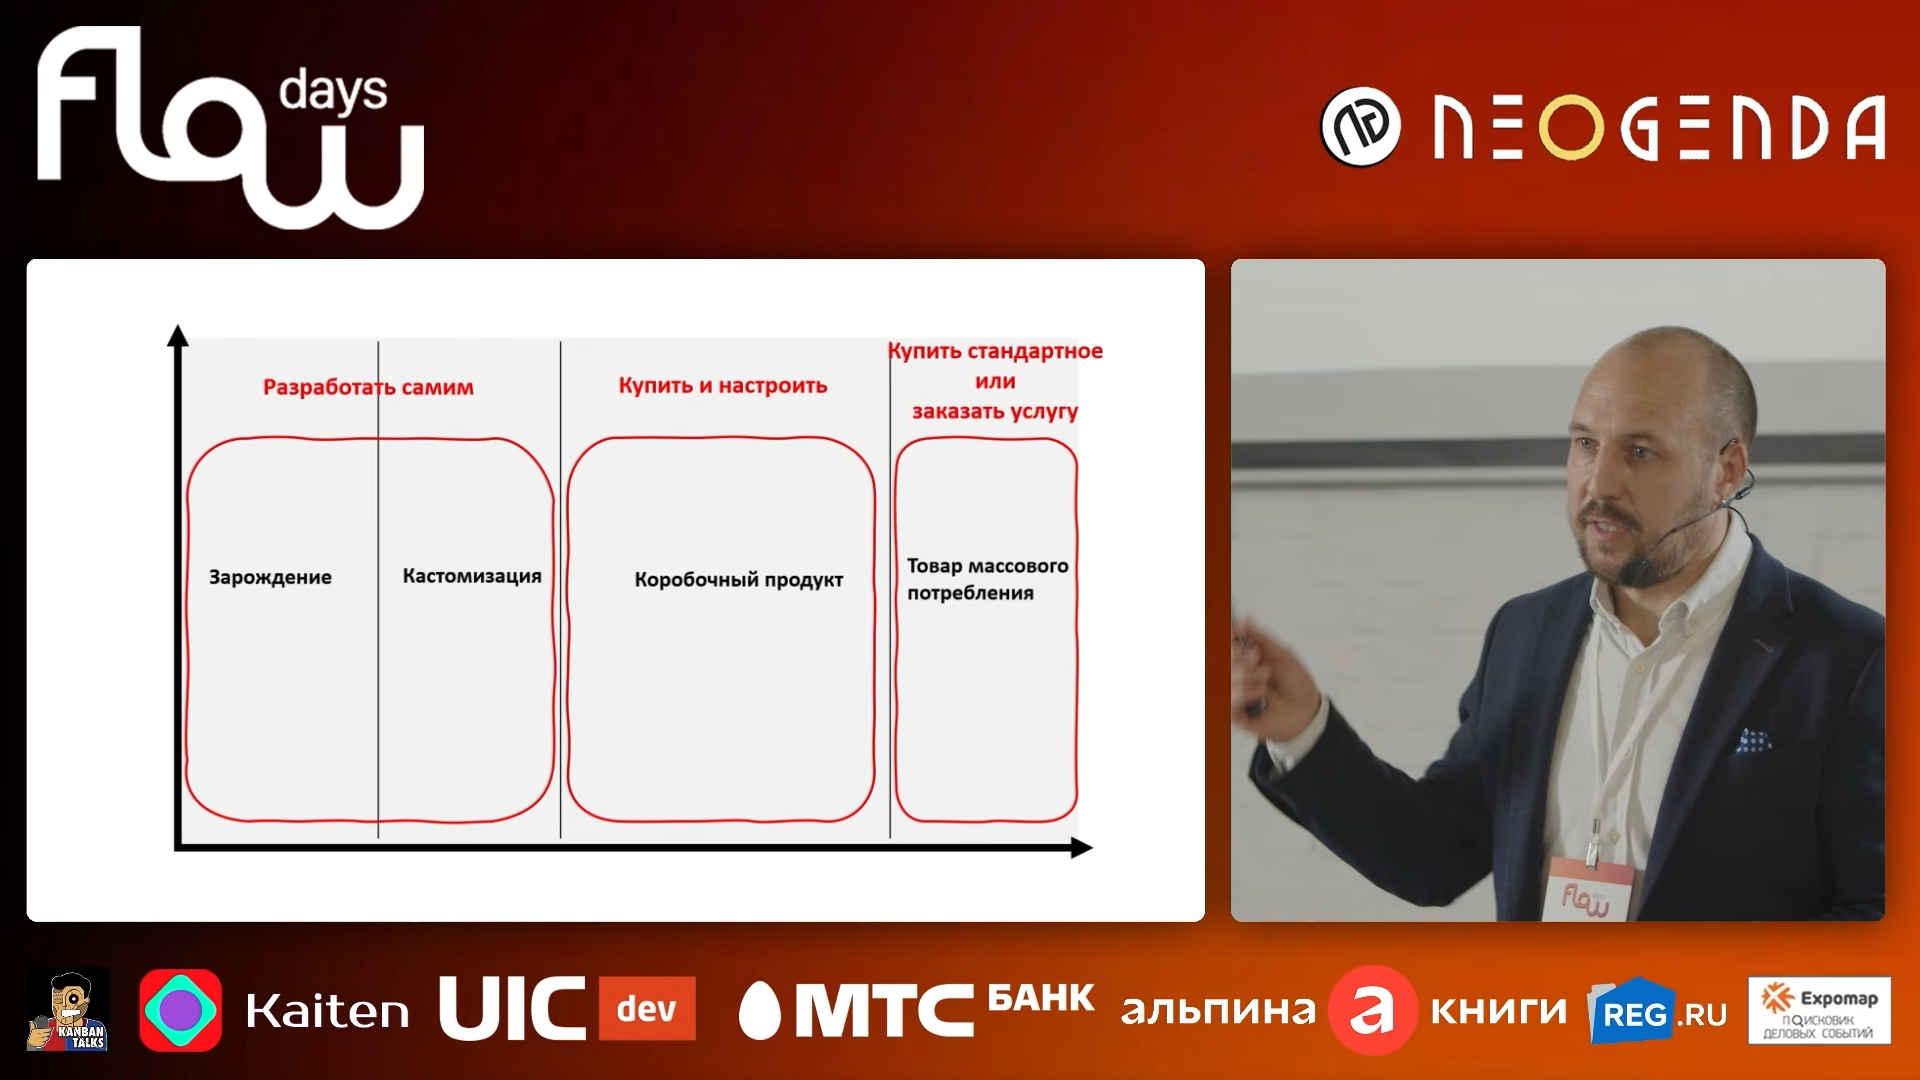 flow
days
NEOGENDA
Разработать самим
Купить и настроить
Купить стандартное
или
заказать услугу
Зарождение
Кастомизация
Коробочный продукт
Товар массового
потребления
flow
KANBAN
TALKS
Kaiten
UIC dev
МТС БАНК
альпина а книги
REG.RU
Expomap
ПОИСКОВИК
ДЕЛОВЫХ СОБЫТИЙ